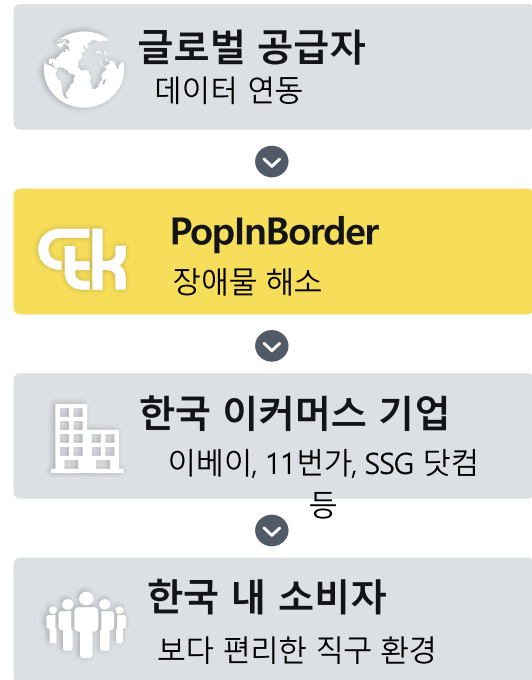 글로벌 공급자
데이터 연동
ctk
PopInBorder
장애물 해소
한국 이커머스 기업
이베이, 11번가, SSG 닷컴
등
한국 내 소비자
보다 편리한 직구 환경